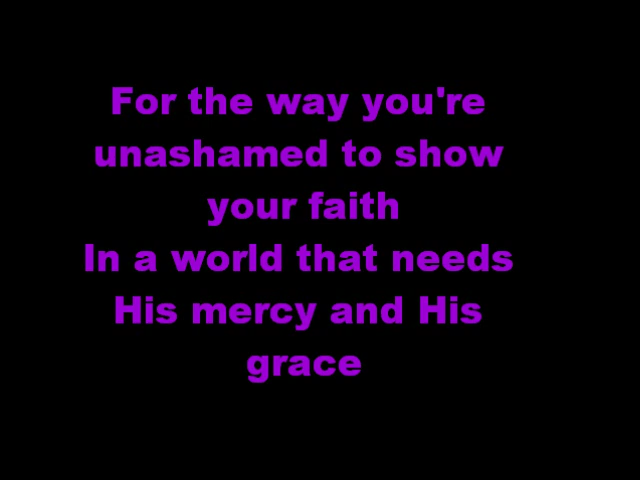 For the way you're
unashamed to show
your faith
In a world that needs
His mercy and His
grace